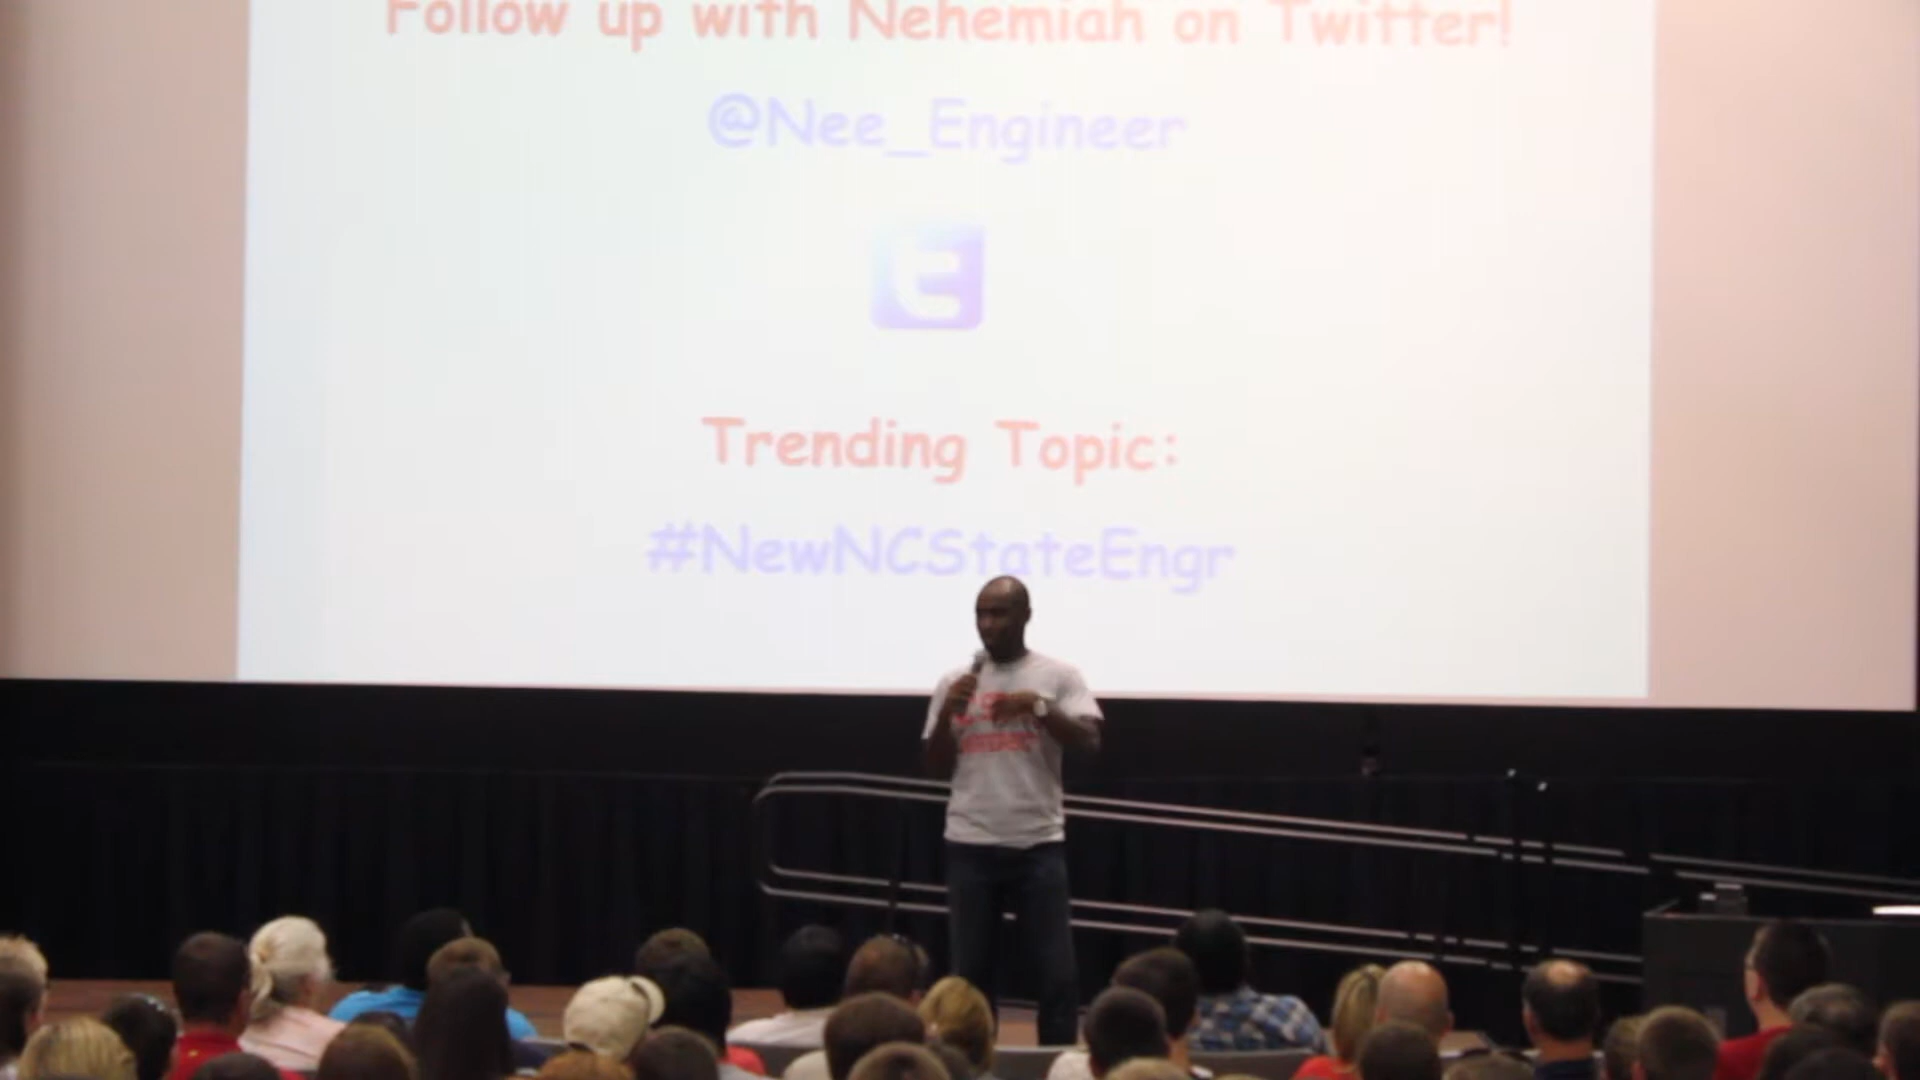 Follow up with Nehemiah on Twitter!
@Nee_Engineer
t
Trending Topic:
#NewNCStateEngr